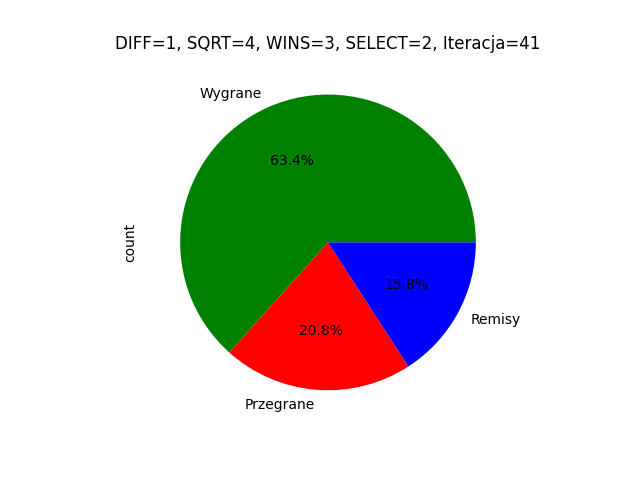 DIFF=1, SQRT=4, WINS=3, SELECT=2, Iteracja=41
Wygrane
63.4%
count
15.8%
Remisy
20.8%
Przegrane